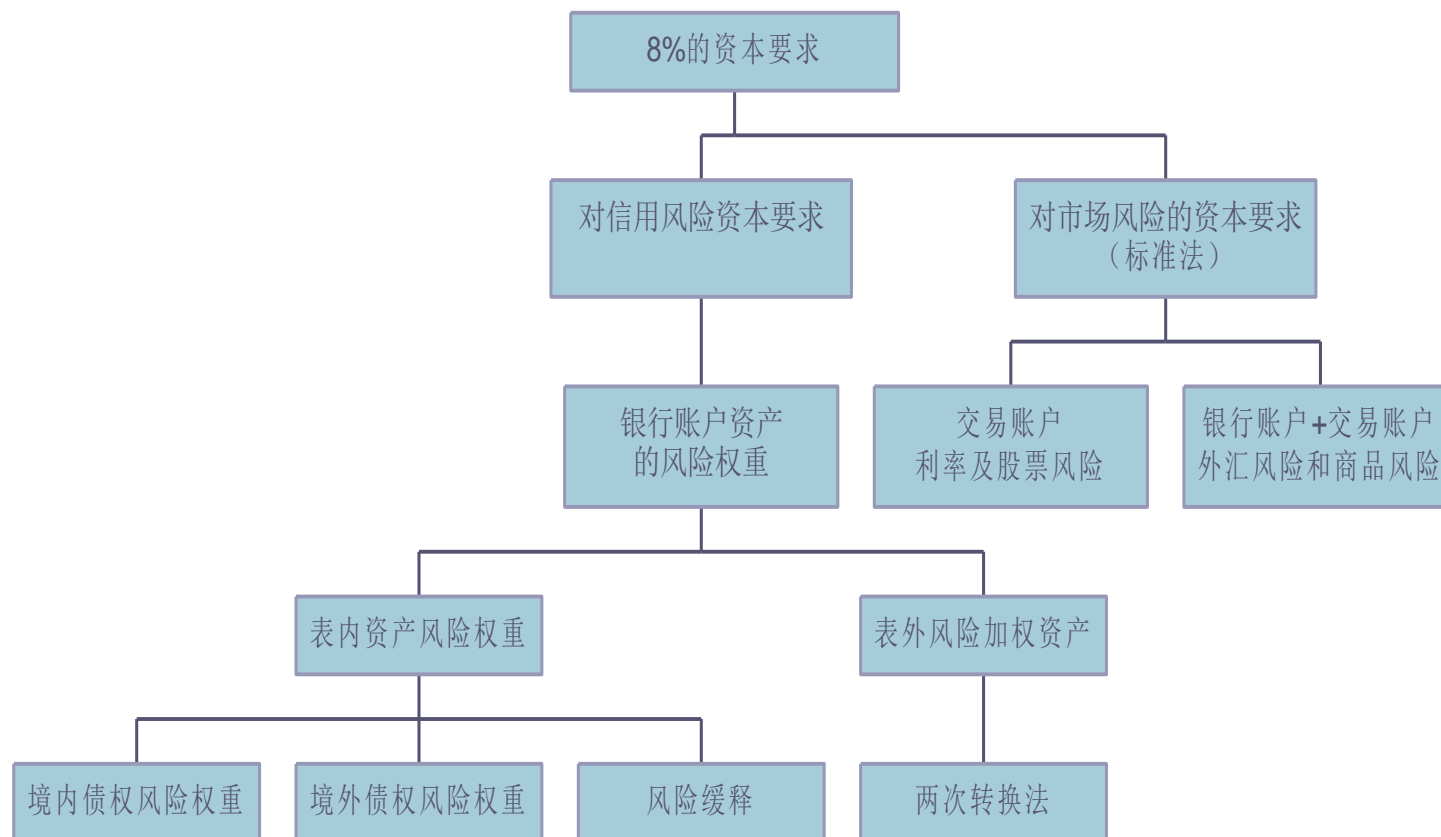 8%的资本要求
对信用风险资本要求
对市场风险的资本要求
（标准法）
银行账户资产
的风险权重
交易账户
利率及股票风险
银行账户+交易账户
外汇风险和商品风险
表内资产风险权重
表外风险加权资产
境内债权风险权重
境外债权风险权重
风险缓释
两次转换法